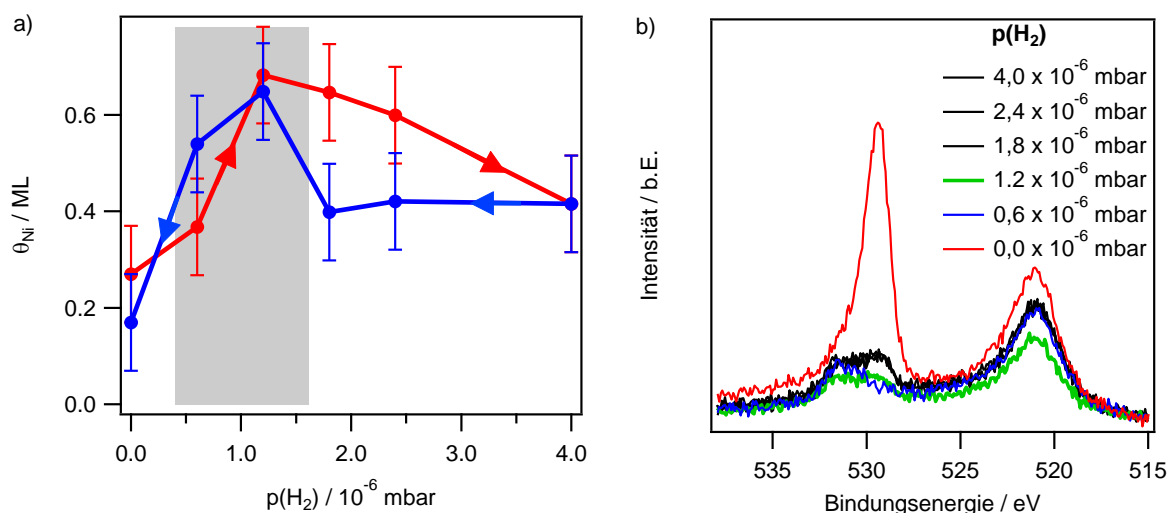 a)
θNi / ML
0.6
0.4
0.2
0.0
0.0
1.0
2.0
3.0
4.0
p(H2) / 10-6 mbar
b)
Intensität / b.E.
p(H2)
4,0 x 10-6 mbar
2,4 x 10-6 mbar
1,8 x 10-6 mbar
1.2 x 10-6 mbar
0,6 x 10-6 mbar
0,0 x 10-6 mbar
535
530
525
520
515
Bindungsenergie / eV